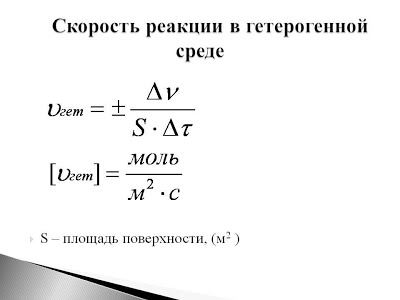 Скорость реакции в гетерогенной
среде
υгет = ± Δν / S · Δτ
[υгет] = моль / м² · с
S – площадь поверхности, (м² )